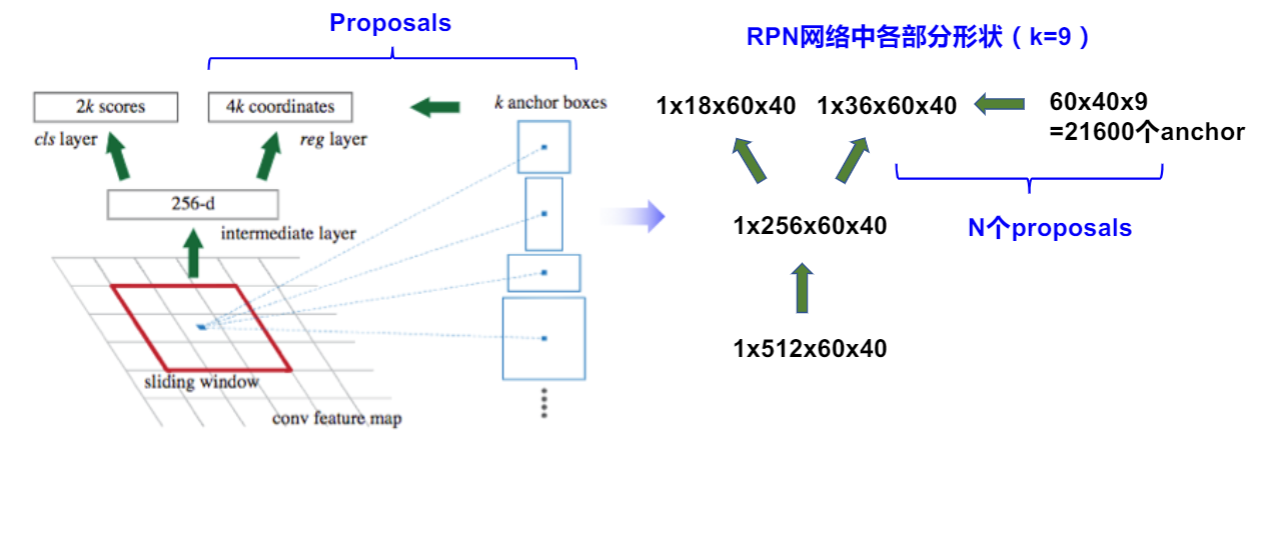 Proposals
2k scores
4k coordinates
k anchor boxes
cls layer
reg layer
256-d
intermediate layer
sliding window
conv feature map
RPN网络中各部分形状（k=9）
1x18x60x40
1x36x60x40
60x40x9
=21600个anchor
1x256x60x40
N个proposals
1x512x60x40